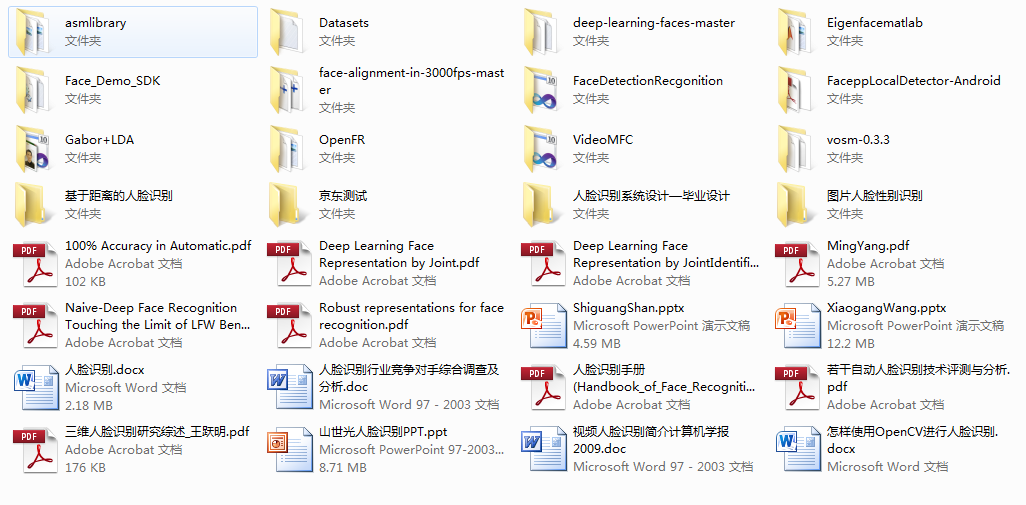 asmlibrary
文件夹
Datasets
文件夹
deep-learning-faces-master
文件夹
Eigenfacematlab
文件夹
Face_Demo_SDK
文件夹
face-alignment-in-3000fps-mast
er
文件夹
FaceDetectionRecgonition
文件夹
FaceppLocalDetector-Android
文件夹
Gabor+LDA
文件夹
OpenFR
文件夹
VideoMFC
文件夹
vosm-0.3.3
文件夹
基于距离的人脸识别
文件夹
京东测试
文件夹
人脸识别系统设计—毕业设计
文件夹
图片人脸性别识别
文件夹
100% Accuracy in Automatic.pdf
Adobe Acrobat 文档
102 KB
Deep Learning Face
Representation by Joint.pdf
Adobe Acrobat 文档
Deep Learning Face
Representation by JointIdentifi...
Adobe Acrobat 文档
MingYang.pdf
Adobe Acrobat 文档
5.27 MB
Naive-Deep Face Recognition
Touching the Limit of LFW Ben...
Adobe Acrobat 文档
Robust representations for face
recognition.pdf
Adobe Acrobat 文档
ShiguangShan.pptx
Microsoft PowerPoint 演示文稿
4.59 MB
XiaogangWang.pptx
Microsoft PowerPoint 演示文稿
12.2 MB
人脸识别.docx
Microsoft Word 文档
2.18 MB
人脸识别行业竞争对手综合调查及
分析.doc
Microsoft Word 97 - 2003 文档
人脸识别手册
(Handbook_of_Face_Recogniti...
Adobe Acrobat 文档
若干自动人脸识别技术评测与分析.
pdf
Adobe Acrobat 文档
三维人脸识别研究综述_王跃明.pdf
Adobe Acrobat 文档
176 KB
山世光人脸识别PPT.ppt
Microsoft PowerPoint 97-2003...
8.71 MB
视频人脸识别简介计算机学报
2009.doc
Microsoft Word 97 - 2003 文档
怎样使用OpenCV进行人脸识别.
docx
Microsoft Word 文档